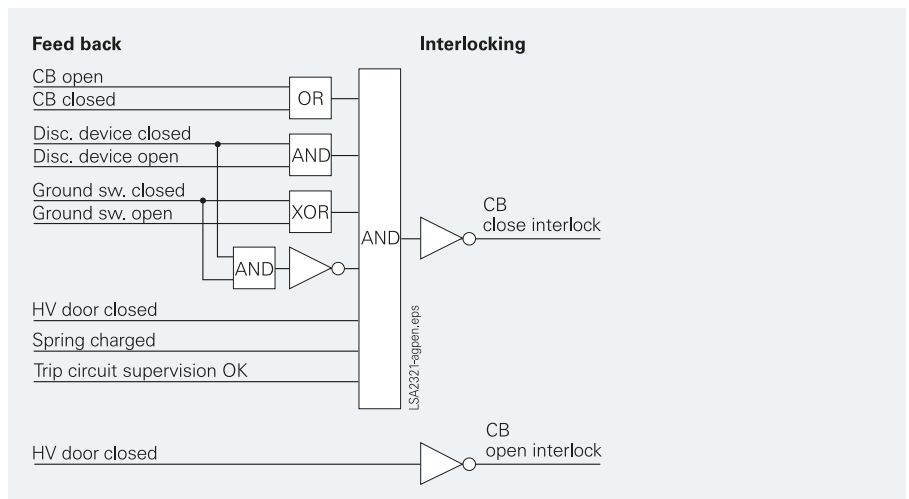 Feed back
Interlocking
CB open
CB closed
OR
Disc. device closed
Disc. device open
AND
Ground sw. closed
Ground sw. open
XOR
AND
AND
CB
close interlock
HV door closed
Spring charged
Trip circuit supervision OK
LSA2321-agpen.eps
HV door closed
CB
open interlock